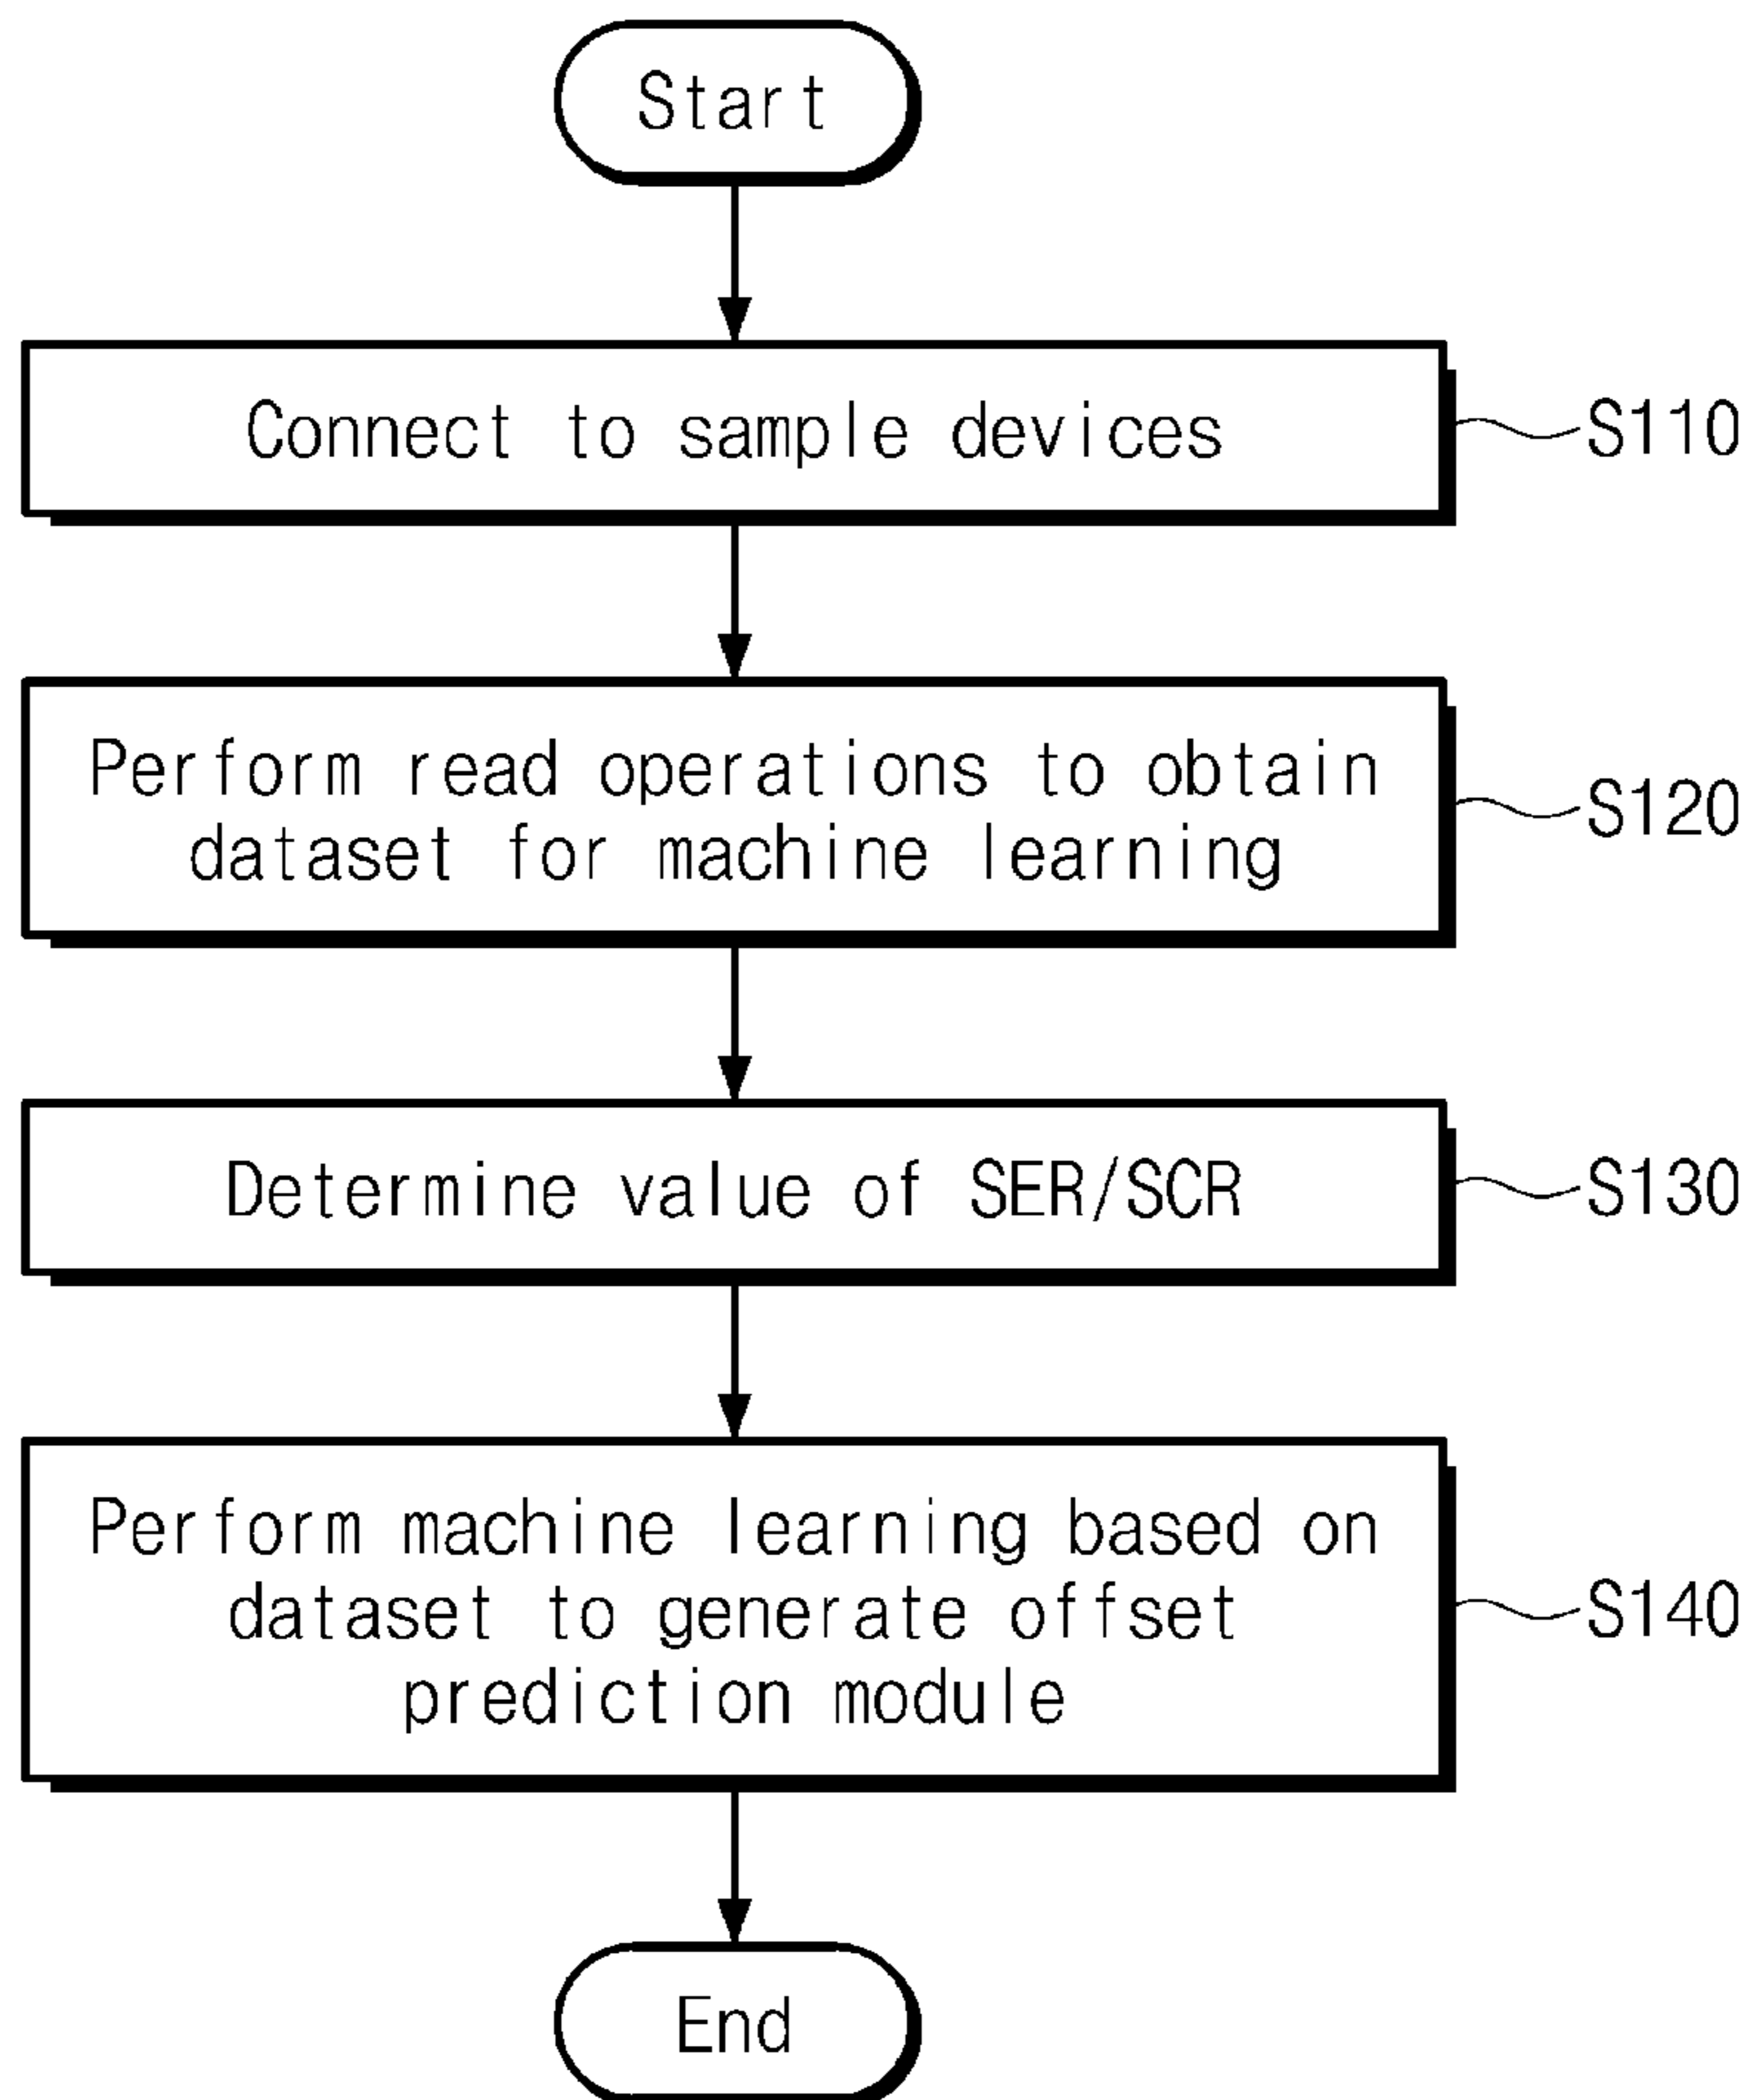 Start
Connect to sample devices
S110
Perform read operations to obtain
dataset for machine learning
S120
Determine value of SER/SCR
S130
Perform machine learning based on
dataset to generate offset
prediction module
S140
End